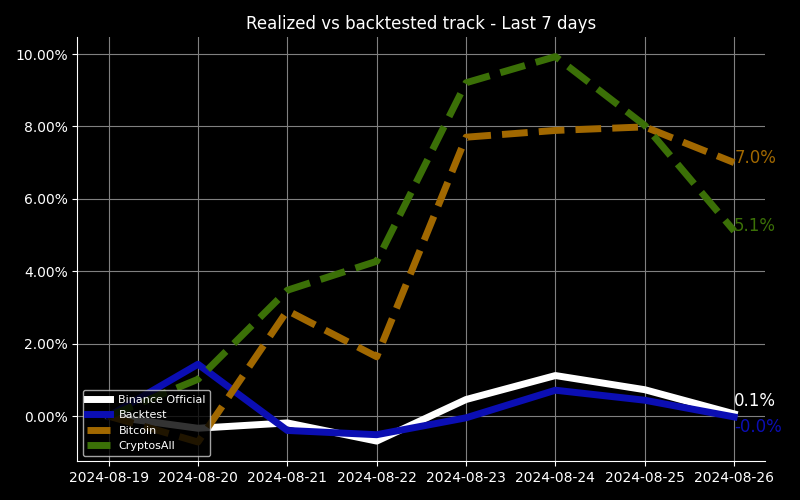 Realized vs backtested track - Last 7 days
10.00%
8.00%
6.00%
4.00%
2.00%
0.00%
7.0%
5.1%
0.1%
-0.0%
Binance Official
Backtest
Bitcoin
CryptosAll
2024-08-19 2024-08-20 2024-08-21 2024-08-22 2024-08-23 2024-08-24 2024-08-25 2024-08-26